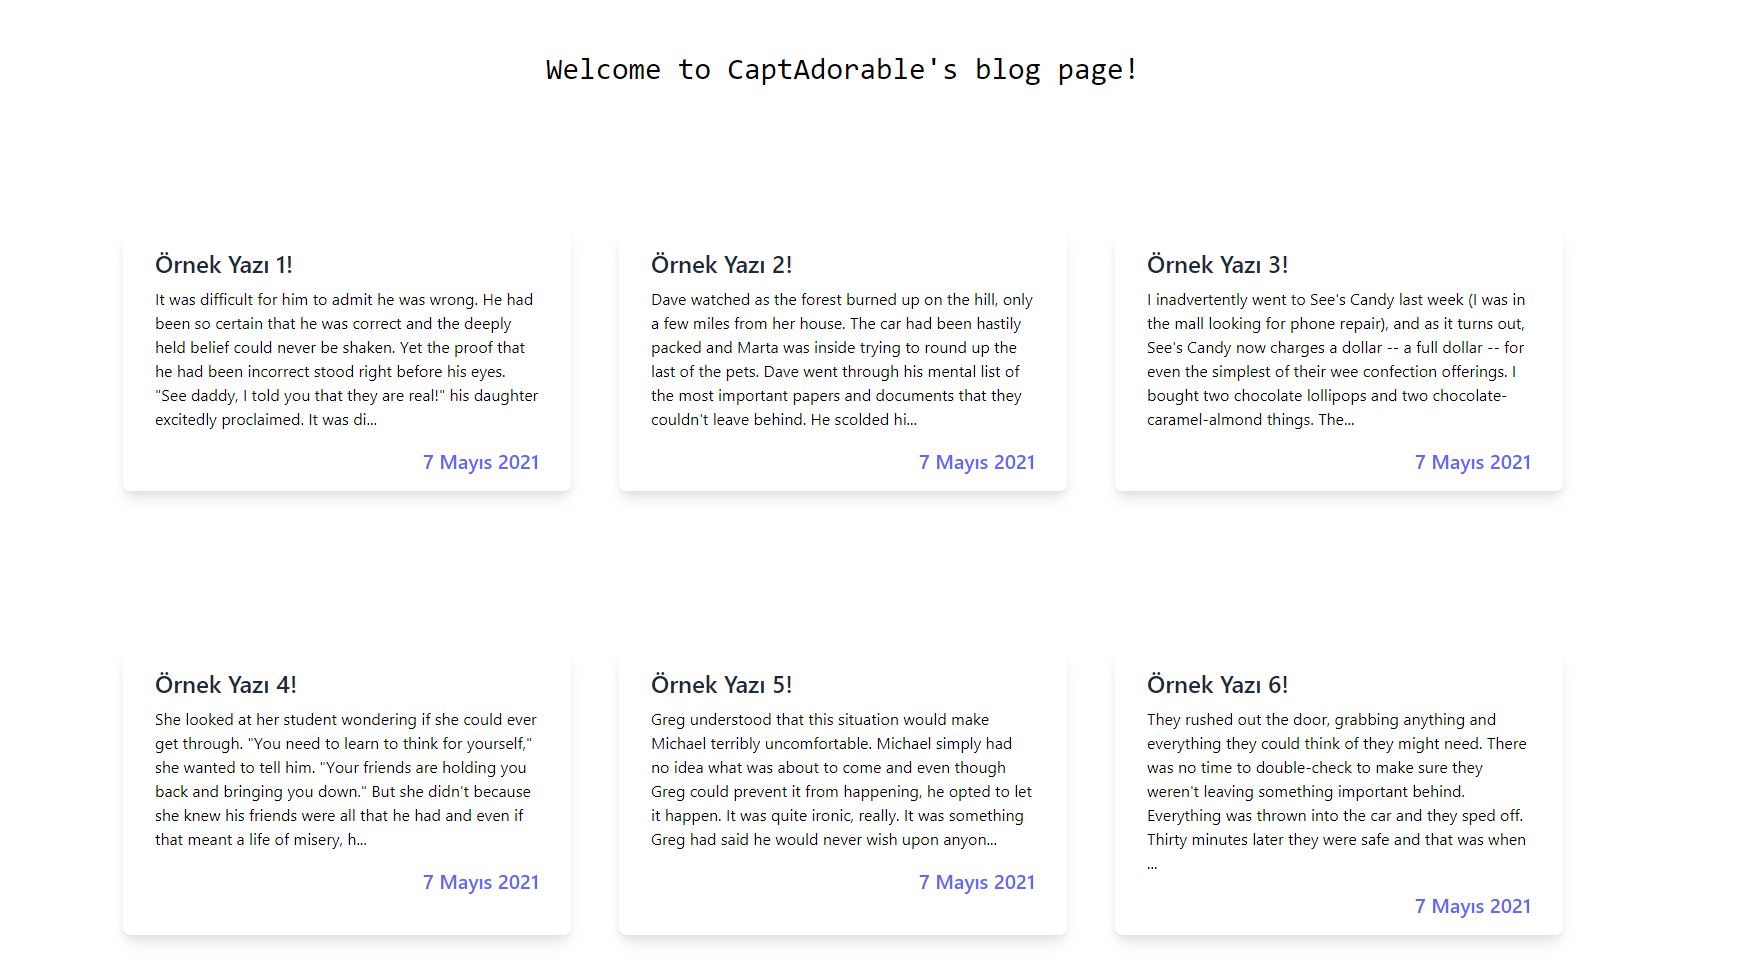 Welcome to CaptAdorable's blog page!
Örnek Yazı 1!
It was difficult for him to admit he was wrong. He had
been so certain that he was correct and the deeply
held belief could never be shaken. Yet the proof that
he had been incorrect stood right before his eyes.
"See daddy, I told you that they are real!" his daughter
excitedly proclaimed. It was di...
7 Mayıs 2021
Örnek Yazı 2!
Dave watched as the forest burned up on the hill, only
a few miles from her house. The car had been hastily
packed and Marta was inside trying to round up the
last of the pets. Dave went through his mental list of
the most important papers and documents that they
couldn't leave behind. He scolded hi...
7 Mayıs 2021
Örnek Yazı 3!
I inadvertently went to See's Candy last week (I was in
the mall looking for phone repair), and as it turns out,
See's Candy now charges a dollar -- a full dollar -- for
even the simplest of their wee confection offerings. I
bought two chocolate lollipops and two chocolate-
caramel-almond things. The...
7 Mayıs 2021
Örnek Yazı 4!
She looked at her student wondering if she could ever
get through. "You need to learn to think for yourself,"
she wanted to tell him. "Your friends are holding you
back and bringing you down." But she didn't because
she knew his friends were all that he had and even if
that meant a life of misery, h...
7 Mayıs 2021
Örnek Yazı 5!
Greg understood that this situation would make
Michael terribly uncomfortable. Michael simply had
no idea what was about to come and even though
Greg could prevent it from happening, he opted to let
it happen. It was quite ironic, really. It was something
Greg had said he would never wish upon anyon...
7 Mayıs 2021
Örnek Yazı 6!
They rushed out the door, grabbing anything and
everything they could think of they might need. There
was no time to double-check to make sure they
weren't leaving something important behind.
Everything was thrown into the car and they sped off.
Thirty minutes later they were safe and that was when
...
7 Mayıs 2021